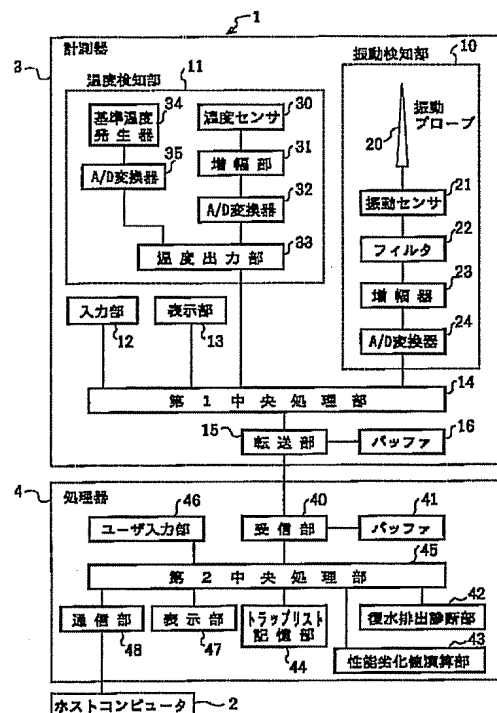 1
3
計測器
温度検知部
11
34
基準温度
発生器
35
A/D変換器
30
温度センサ
31
増幅部
32
A/D変換器
33
温度出力部
振動検知部
10
振動
プローブ
20
21
振動センサ
22
フィルタ
23
増幅器
24
A/D変換器
入力部
12
表示部
13
14
第1中央処理部
15
転送部
16
バッファ
4
処理器
46
ユーザ入力部
40
受信部
41
バッファ
45
第2中央処理部
通信部
48
表示部
47
トラップリスト
記憶部
44
42
復水排出診断部
43
性能劣化値演算部
ホストコンピュータ
2